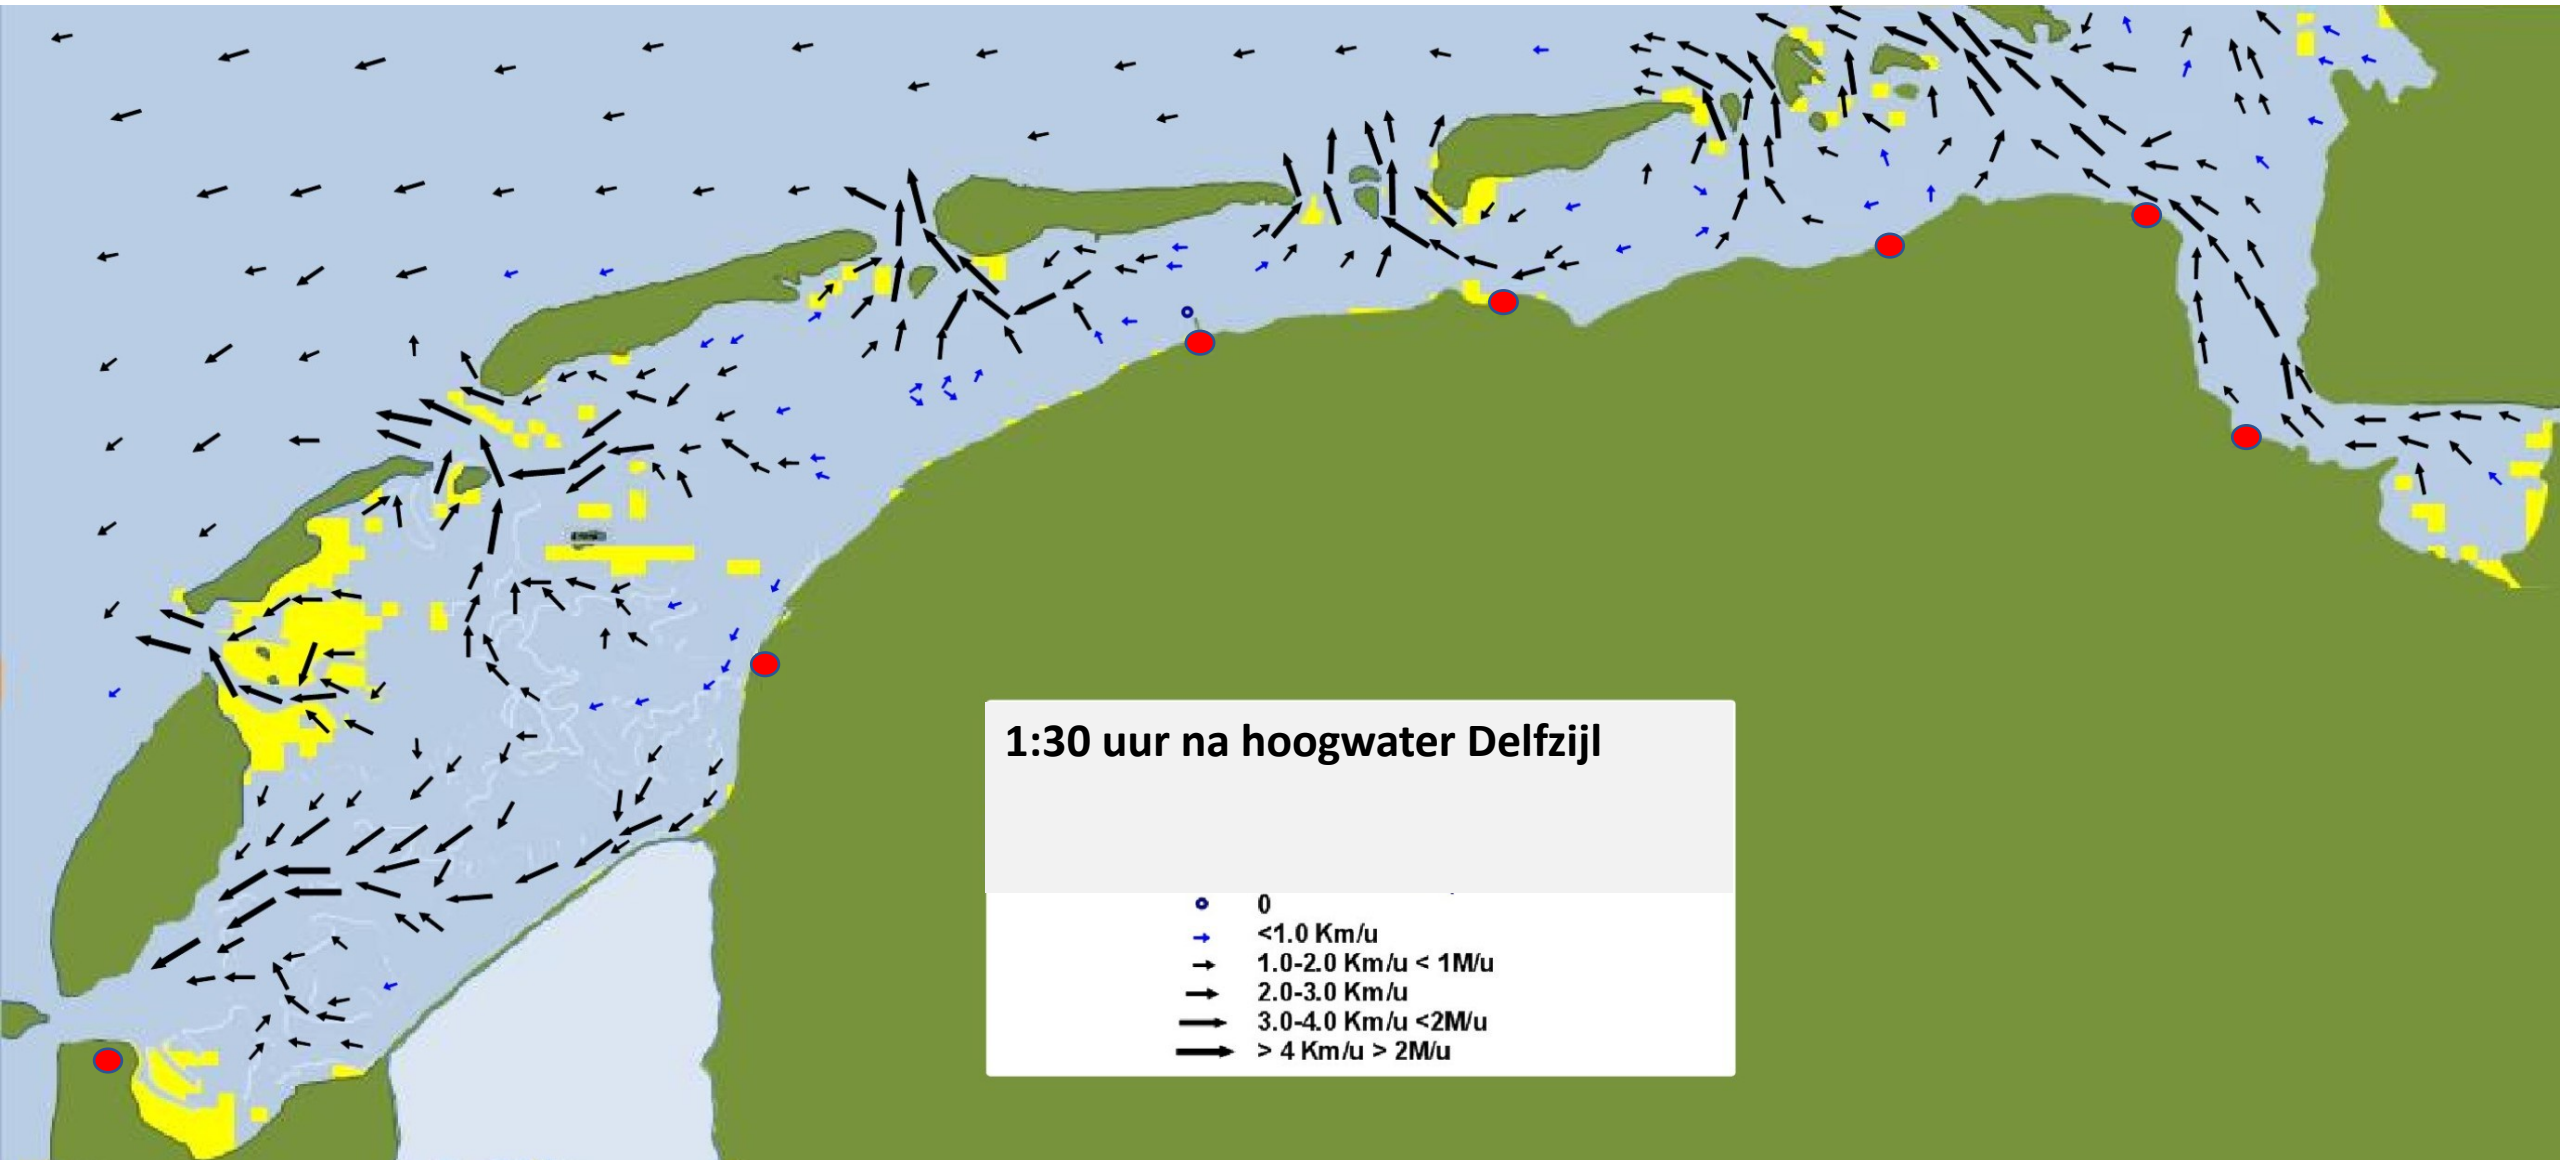 1:30 uur na hoogwater Delfzijl
0
<1.0 Km/u
1.0-2.0 Km/u < 1M/u
2.0-3.0 Km/u
3.0-4.0 Km/u <2M/u
> 4 Km/u > 2M/u